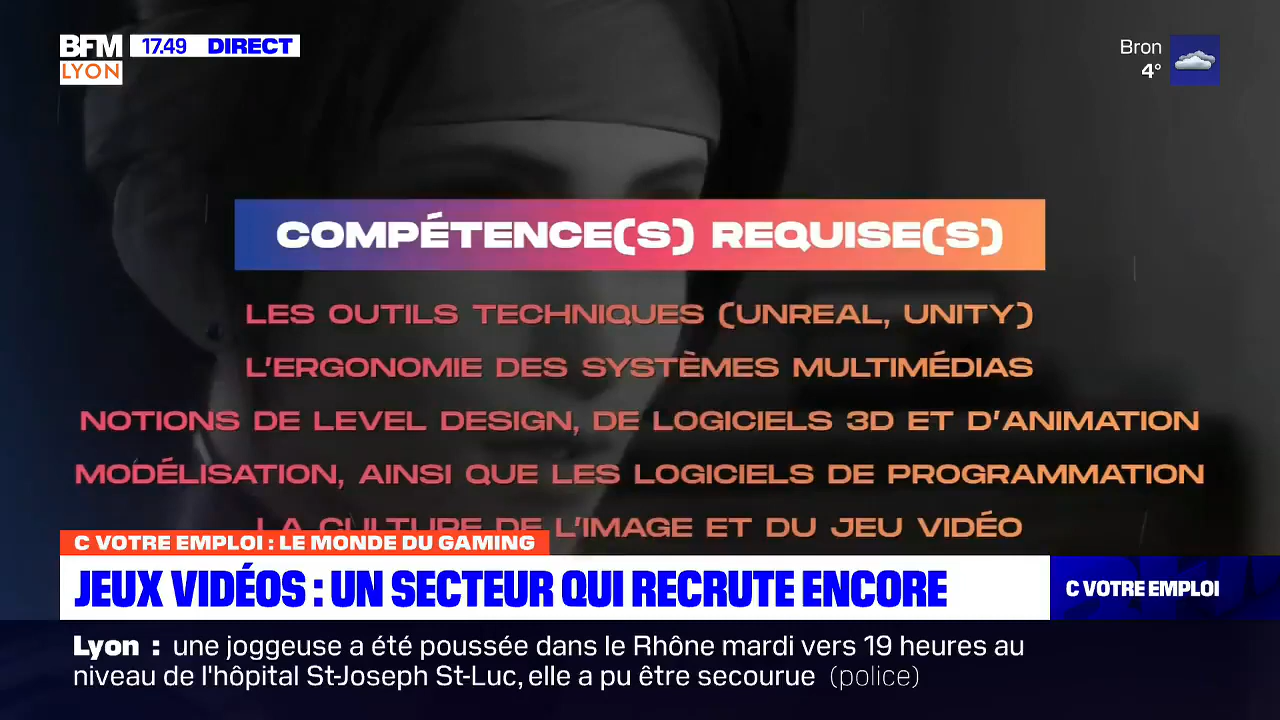 BFM
LYON
17.49 DIRECT
Bron
4°
COMPÉTENCE(S) REQUISE(S)
LES OUTILS TECHNIQUES (UNREAL, UNITY)
L'ERGONOMIE DES SYSTÈMES MULTIMÉDIAS
NOTIONS DE LEVEL DESIGN, DE LOGICIELS 3D ET D'ANIMATION
MODÉLISATION, AINSI QUE LES LOGICIELS DE PROGRAMMATION
LA CULTURE DE L'IMAGE ET DU JEU VIDÉO
C VOTRE EMPLOI : LE MONDE DU GAMING
JEUX VIDÉOS : UN SECTEUR QUI RECRUTE ENCORE
C VOTRE EMPLOI
Lyon : une joggeuse a été poussée dans le Rhône mardi vers 19 heures au
niveau de l'hôpital St-Joseph St-Luc, elle a pu être secourue (police)